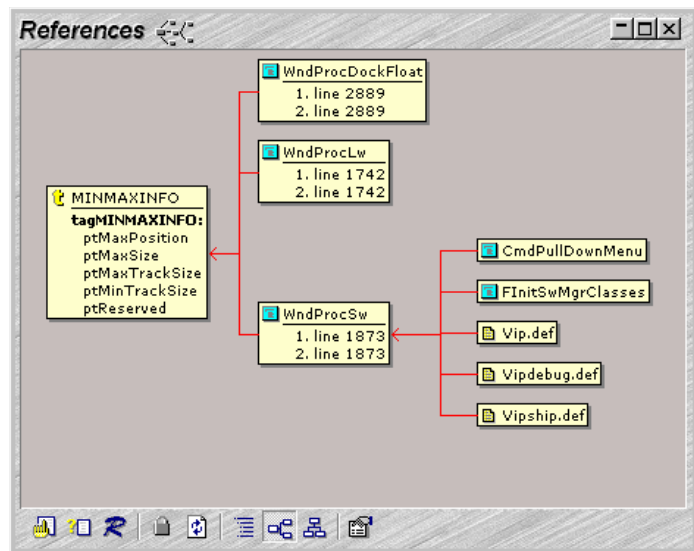 References
WndProcDockFloat
1. line 2889
2. line 2889
WndProcLw
1. line 1742
2. line 1742
MINMAXINFO
tagMINMAXINFO:
ptMaxPosition
ptMaxSize
ptMaxTrackSize
ptMinTrackSize
ptReserved
WndProcSw
1. line 1873
2. line 1873
CmdPullDownMenu
FInitSwMgrClasses
Vip.def
Vipdebug.def
Vipship.def